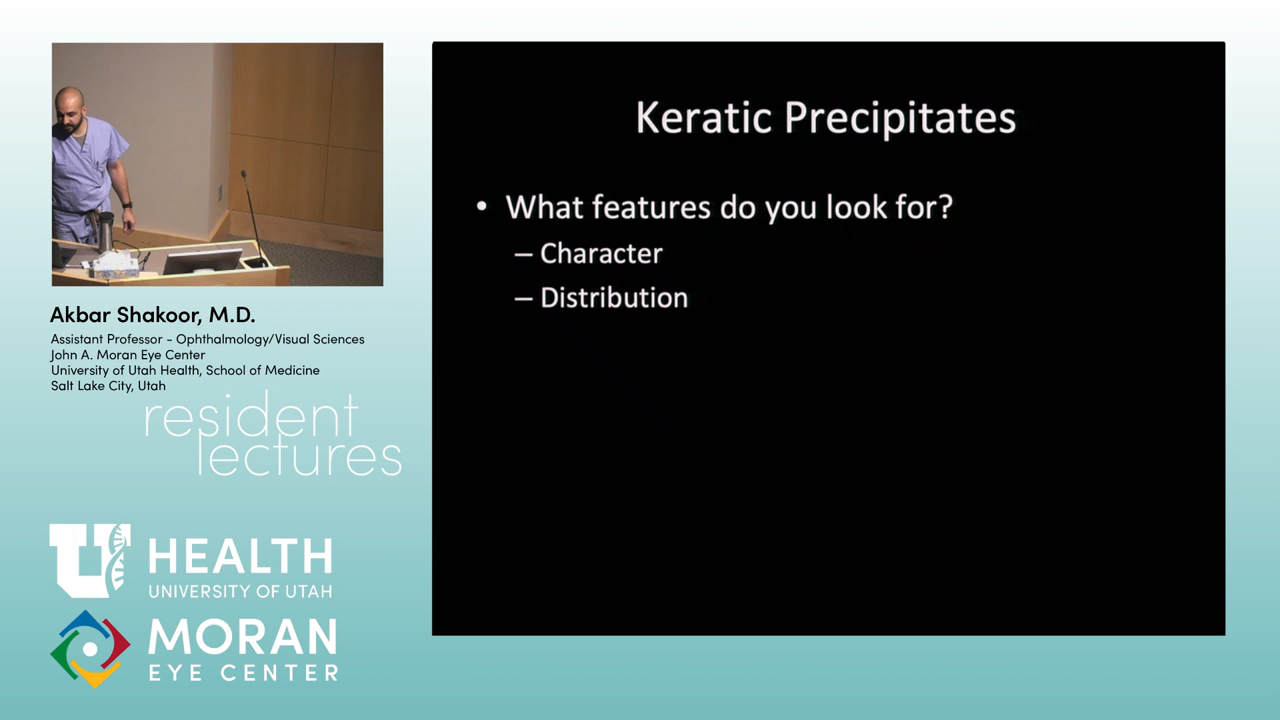 Keratic Precipitates
• What features do you look for?
– Character
– Distribution
Akbar Shakoor, M.D.
Assistant Professor - Ophthalmology/Visual Sciences
John A. Moran Eye Center
University of Utah Health, School of Medicine
Salt Lake City, Utah
resident
lectures
U HEALTH
UNIVERSITY OF UTAH
MORAN
EYE CENTER